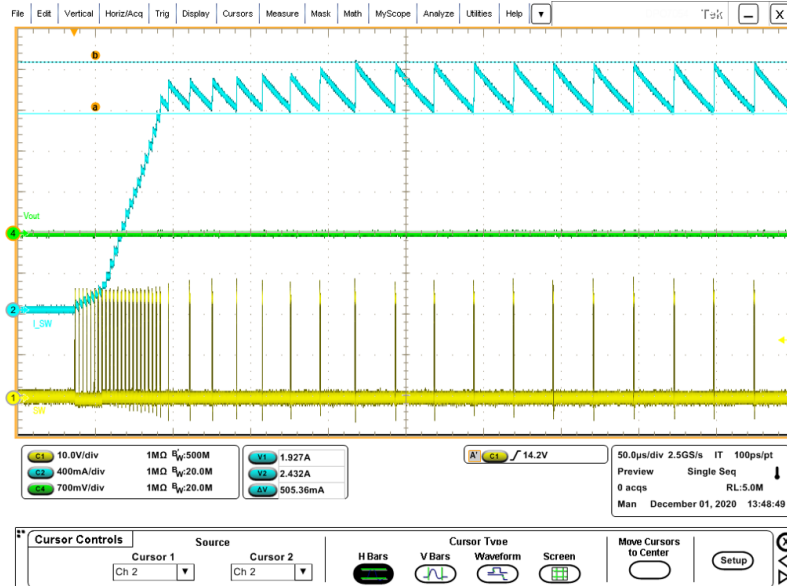 File Edit Vertical Horiz/Acq Trig Display Cursors Measure Mask Math MyScope Analyze Utilities Help Tek X
b
a
Vout
4
2
I_SW
1
SW
C1 10.0V/div 1MΩ BW:500M
C2 400mA/div 1MΩ BW:20.0M
C4 700mV/div 1MΩ BW:20.0M
V1 1.927A
V2 2.432A
ΔV 505.36mA
A' C1 14.2V
50.0µs/div 2.5GS/s IT 100ps/pt
Preview Single Seq
0 acqs RL:5.0M
Man December 01, 2020 13:48:49
Cursor Controls
Source
Cursor 1 Cursor 2
Ch 2 Ch 2
Cursor Type
H Bars V Bars Waveform Screen
Move Cursors
to Center
Setup
X